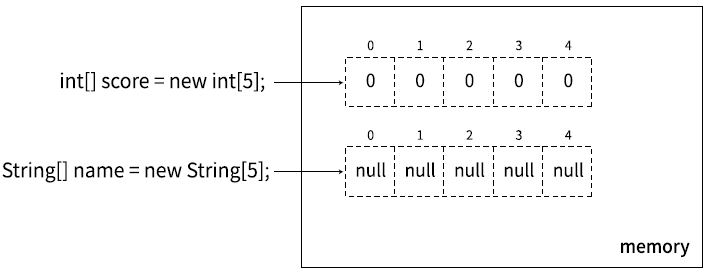 0 1 2 3 4
int[] score = new int[5]; 0 0 0 0 0
0 1 2 3 4
String[] name = new String[5]; null null null null null
memory